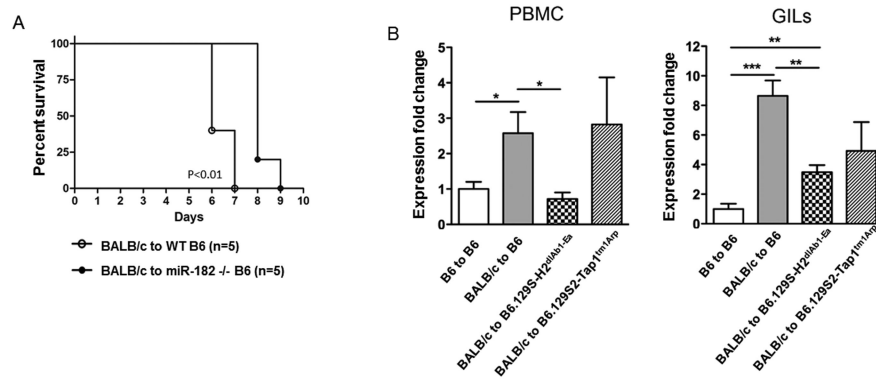 A
Percent survival
100
75
50
25
0
P<0.01
0 1 2 3 4 5 6 7 8 9 10
Days
BALB/c to WT B6 (n=5)
BALB/c to miR-182 -/- B6 (n=5)
B
PBMC
Expression fold change
5
4
3
2
1
0
* *
B6 to B6
BALB/c to B6
BALB/c to B6.129S-H2dlAb1-Ea
BALB/c to B6.129S2-Tap1tm1Arp
GILs
Expression fold change
12
10
8
6
4
2
0
**
*** **
B6 to B6
BALB/c to B6
BALB/c to B6.129S-H2dlAb1-Ea
BALB/c to B6.129S2-Tap1tm1Arp